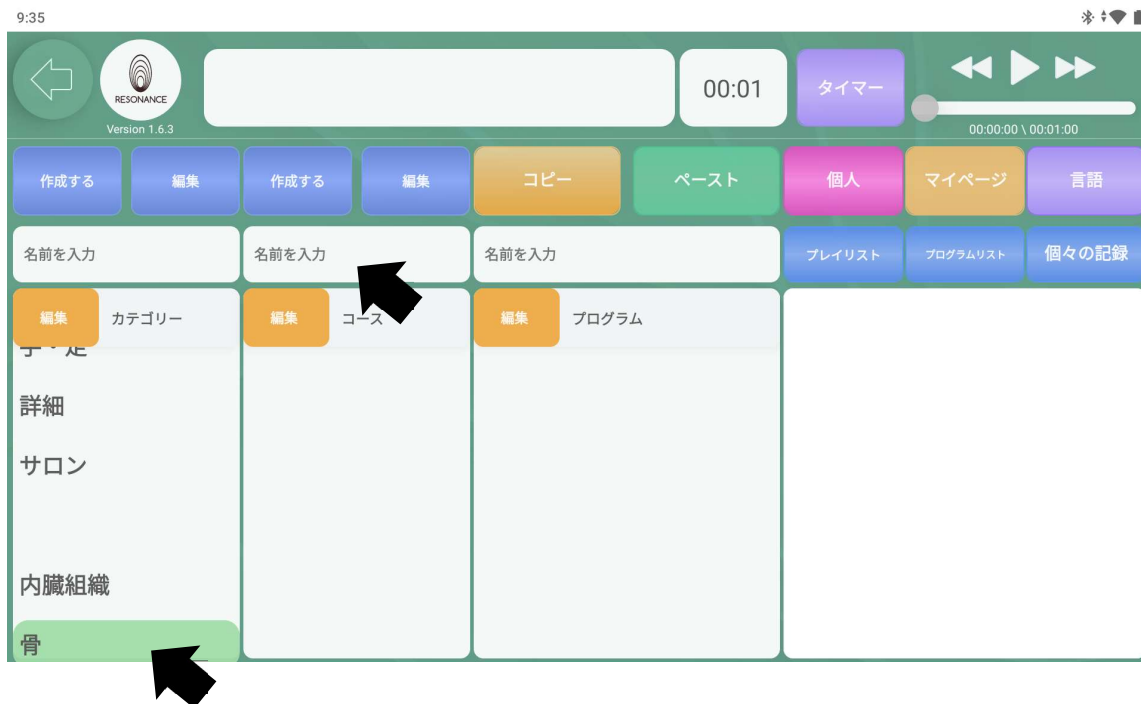 9:35
RESONANCE
Version 1.6.3
00:01
タイマー
00:00:00 \ 00:01:00
作成する
編集
作成する
編集
コピー
ペースト
個人
マイページ
言語
名前を入力
名前を入力
名前を入力
プレイリスト
プログラムリスト
個々の記録
編集
カテゴリー
編集
コース
編集
プログラム
手・足
詳細
サロン
内臓組織
骨